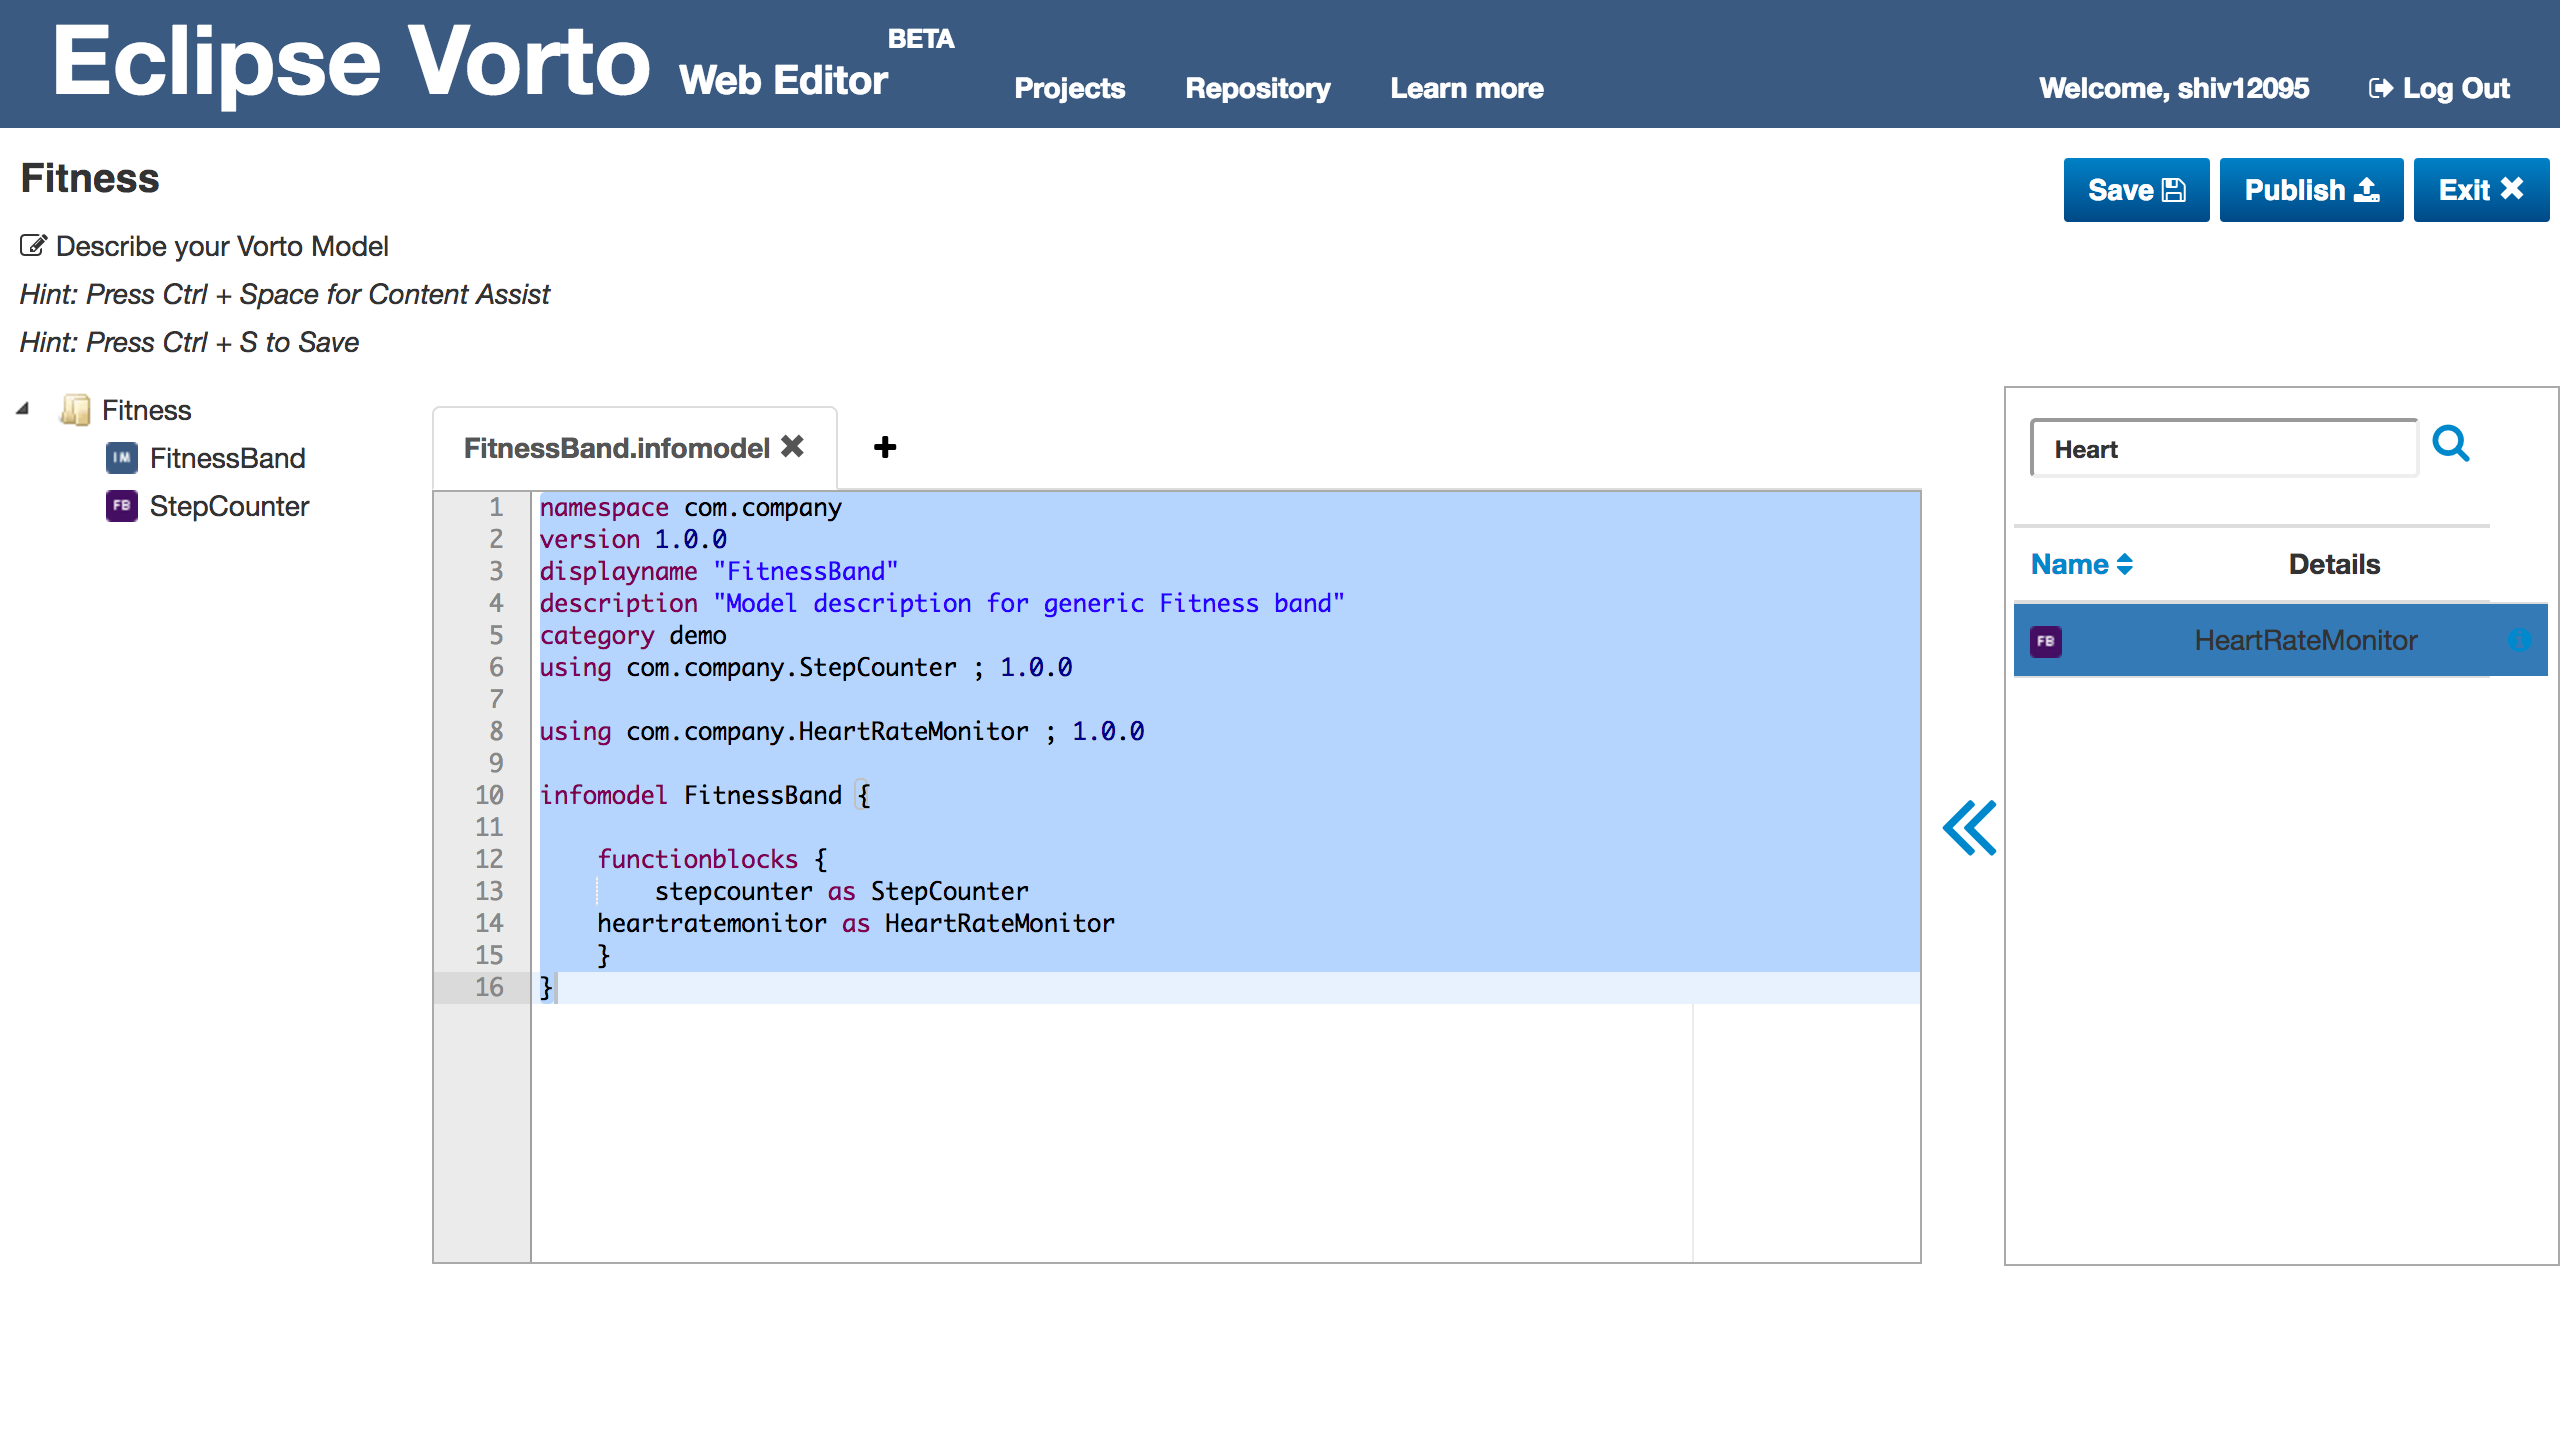 Eclipse Vorto Web Editor BETA
Projects Repository Learn more Welcome, shiv12095 Log Out
Fitness
Save Publish Exit
Describe your Vorto Model
Hint: Press Ctrl + Space for Content Assist
Hint: Press Ctrl + S to Save
Fitness
IM FitnessBand
FB StepCounter
FitnessBand.infomodel
1 namespace com.company
2 version 1.0.0
3 displayname "FitnessBand"
4 description "Model description for generic Fitness band"
5 category demo
6 using com.company.StepCounter ; 1.0.0
7
8 using com.company.HeartRateMonitor ; 1.0.0
9
10 infomodel FitnessBand {
11
12 functionblocks {
13 stepcounter as StepCounter
14 heartratemonitor as HeartRateMonitor
15 }
16 }
Heart
Name Details
FB HeartRateMonitor